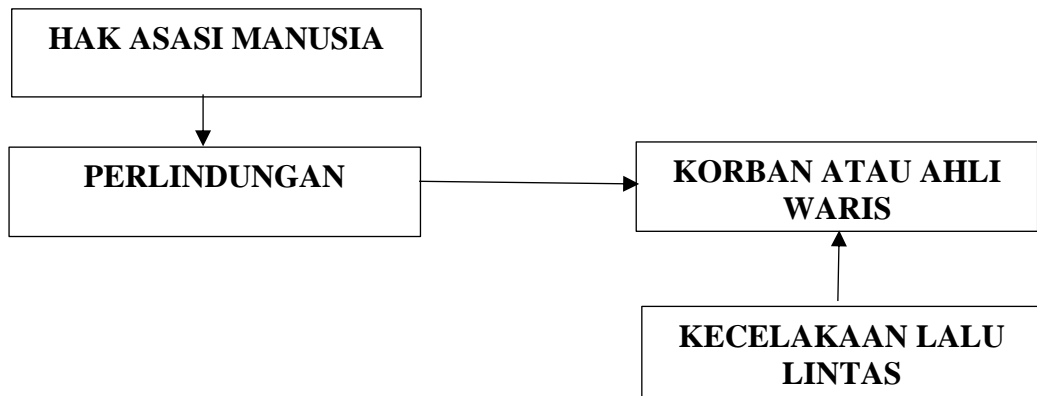 HAK ASASI MANUSIA
PERLINDUNGAN
KORBAN ATAU AHLI
WARIS
KECELAKAAN LALU
LINTAS